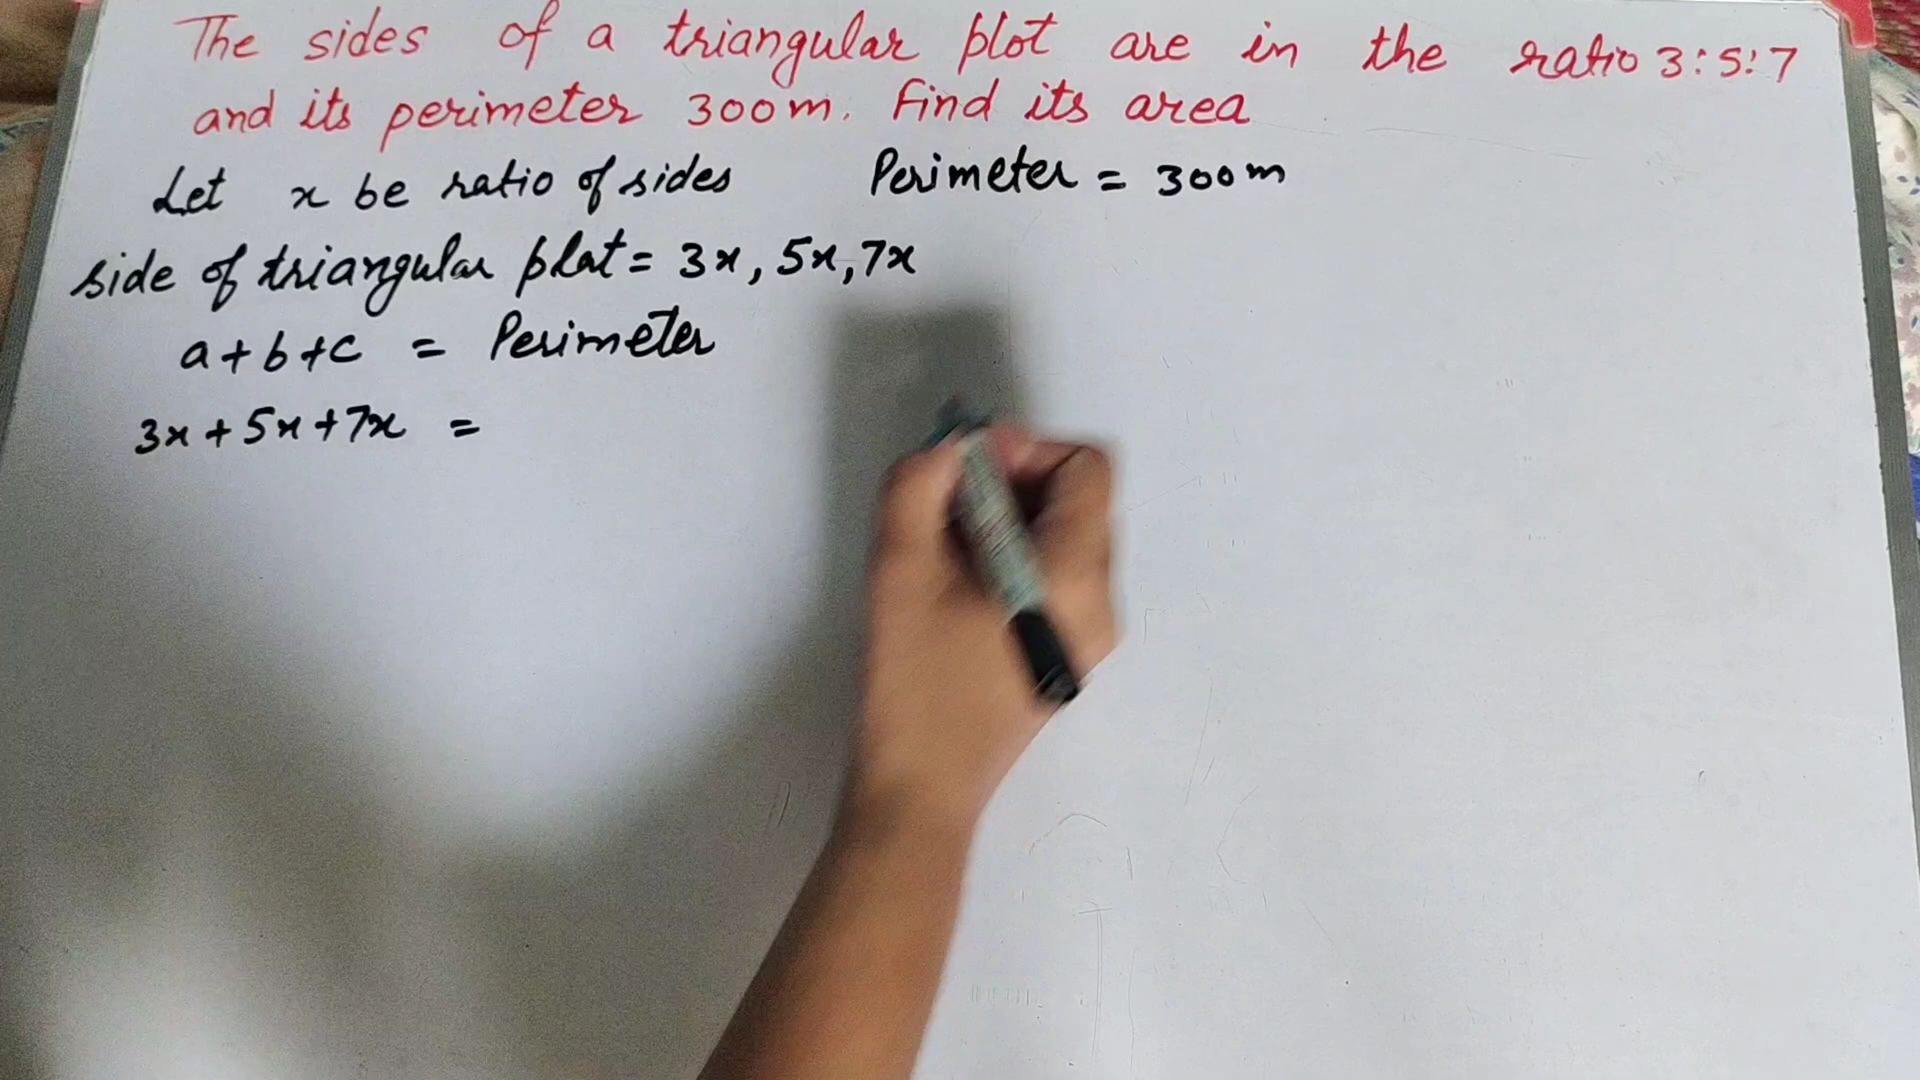 The sides of a triangular plot are in the ratio 3:5:7
and its perimeter 300m. Find its area
Let x be ratio of sides Perimeter = 300m
side of triangular plat = 3x, 5x, 7x
a+b+c = Perimeter
3x+5x+7x =